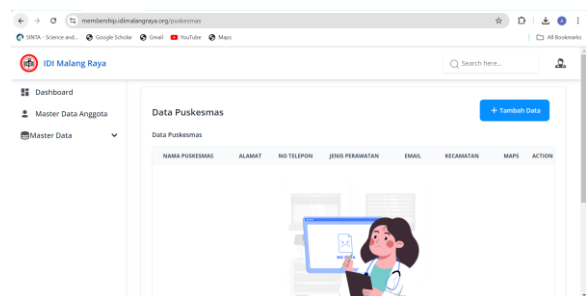 membership.idimalangraya.org/puskesmas
SINTA - Science and... Google Scholar Gmail YouTube Maps All Bookmarks
IDI Malang Raya Search here...
Dashboard
Master Data Anggota
Master Data
Data Puskesmas + Tambah Data
Data Puskesmas
NAMA PUSKESMAS ALAMAT NO TELEPON JENIS PERAWATAN EMAIL KECAMATAN MAPS ACTION
NO DATA